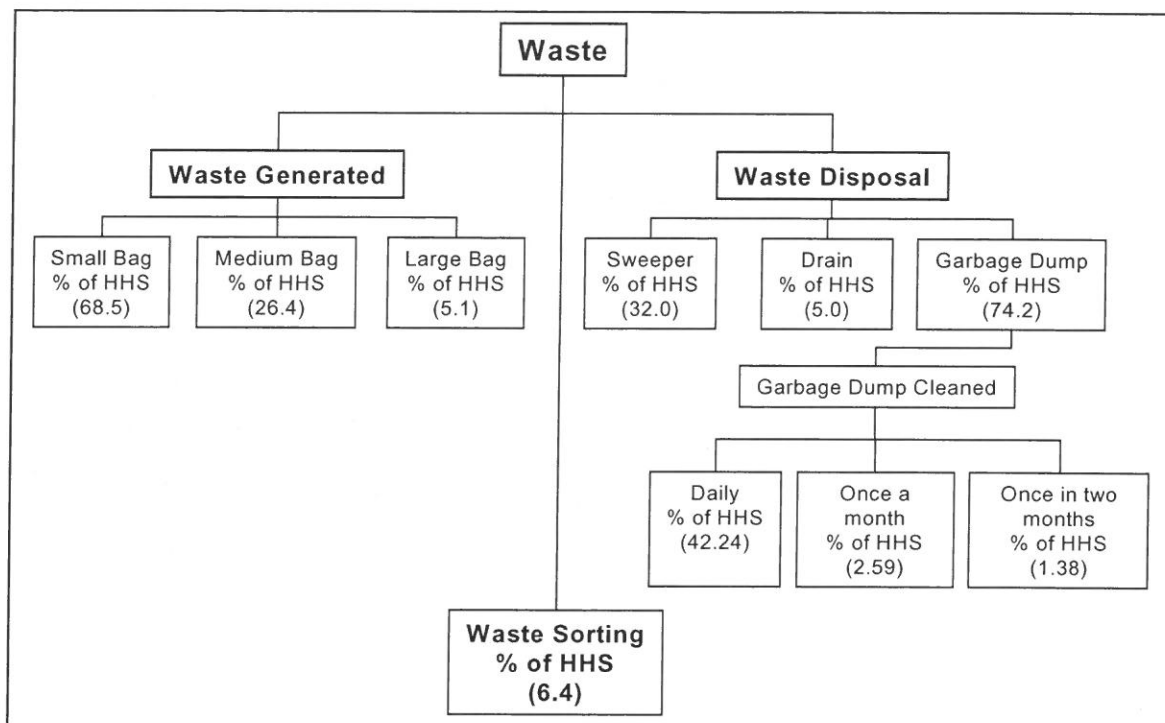 Waste
Waste Generated
Waste Disposal
Small Bag
% of HHS
(68.5)
Medium Bag
% of HHS
(26.4)
Large Bag
% of HHS
(5.1)
Sweeper
% of HHS
(32.0)
Drain
% of HHS
(5.0)
Garbage Dump
% of HHS
(74.2)
Garbage Dump Cleaned
Daily
% of HHS
(42.24)
Once a
month
% of HHS
(2.59)
Once in two
months
% of HHS
(1.38)
Waste Sorting
% of HHS
(6.4)